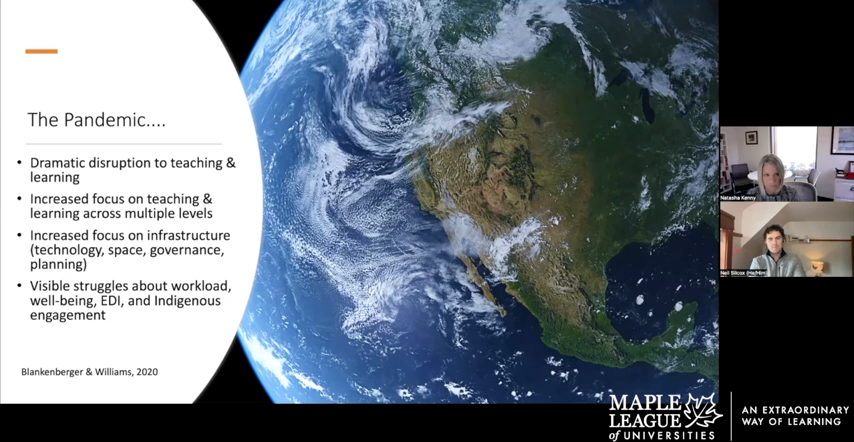 The Pandemic....
• Dramatic disruption to teaching &
learning
• Increased focus on teaching &
learning across multiple levels
• Increased focus on infrastructure
(technology, space, governance,
planning)
• Visible struggles about workload,
well-being, EDI, and Indigenous
engagement
Blankenberger & Williams, 2020
Natasha Kenny
Neil Silcox (He/Him)
MAPLE
LEAGUE
of UNIVERSITIES
AN EXTRAORDINARY
WAY OF LEARNING